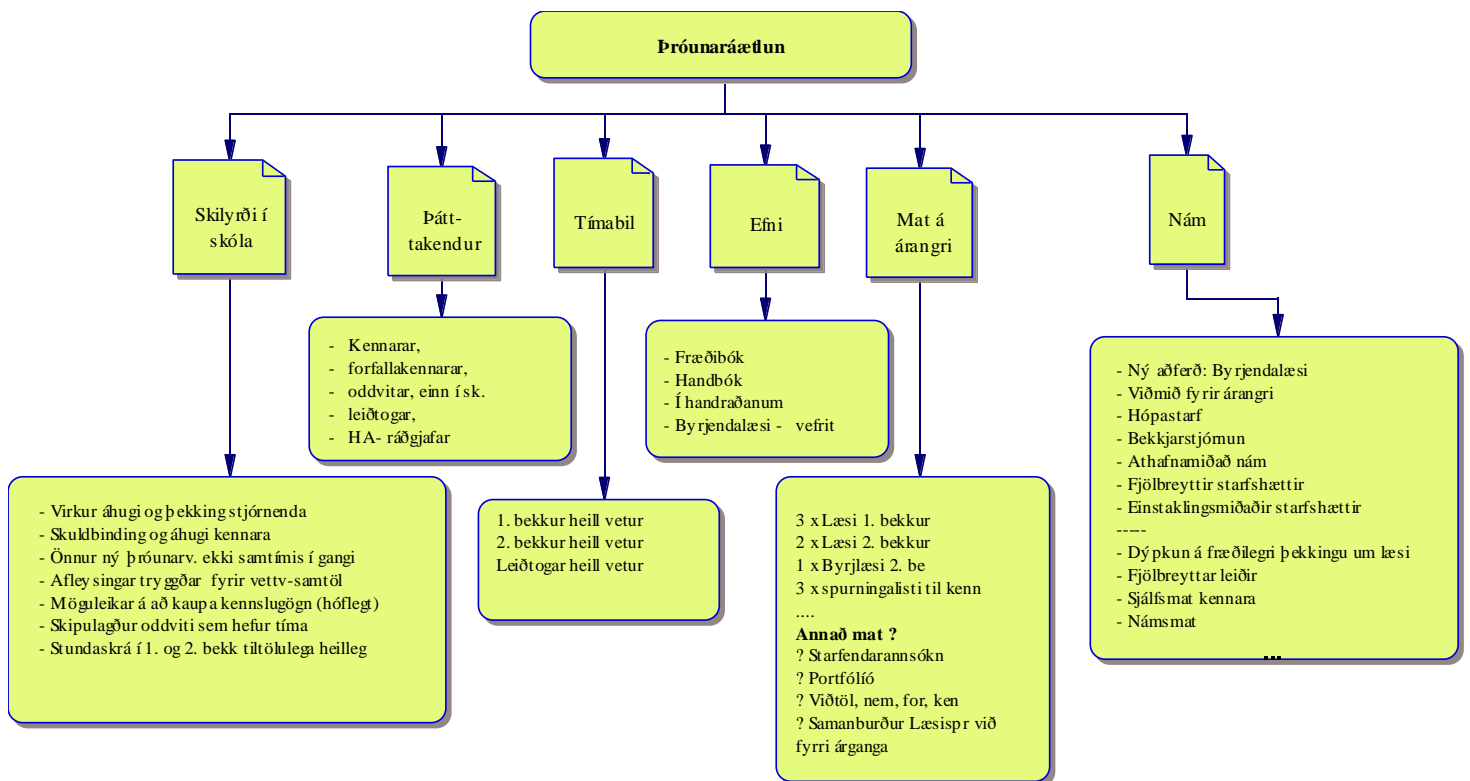 Þróunaráætlun
Skilyrði í
skóla
Þátt-
takendur
Tímabil
Efni
Mat á
árangri
Nám
- Kennarar,
- forfallakennarar,
- oddvitar, einn í sk.
- leiðtogar,
- HA- ráðgjafar
- Fræðibók
- Handbók
- Í handraðanum
- Byrjendalæsi - vefrit
- Ný aðferð: Byrjendalæsi
- Viðmið fyrir árangri
- Hópastarf
- Bekkjarstjórnun
- Athafnamiðað nám
- Fjölbreyttir starfshættir
- Einstaklingsmiðaðir starfshættir
-----
- Dýpkun á fræðilegri þekkingu um læsi
- Fjölbreyttar leiðir
- Sjálfsmat kennara
- Námsmat
...
- Virkur áhugi og þekking stjórnenda
- Skuldbinding og áhugi kennara
- Önnur ný þróunarv. ekki samtímis í gangi
- Afleysingar tryggðar fyrir vettv-samtöl
- Möguleikar á að kaupa kennslugögn (hóflegt)
- Skipulagður oddviti sem hefur tíma
- Stundaskrá í 1. og 2. bekk tiltölulega heilleg
1. bekkur heill vetur
2. bekkur heill vetur
Leiðtogar heill vetur
3 x Læsi 1. bekkur
2 x Læsi 2. bekkur
1 x Byrjlæsi 2. be
3 x spurningalisti til kenn
....
Annað mat ?
? Starfendarannsókn
? Portfólíó
? Viðtöl, nem, for, ken
? Samanburður Læsispr við
fyrri árganga